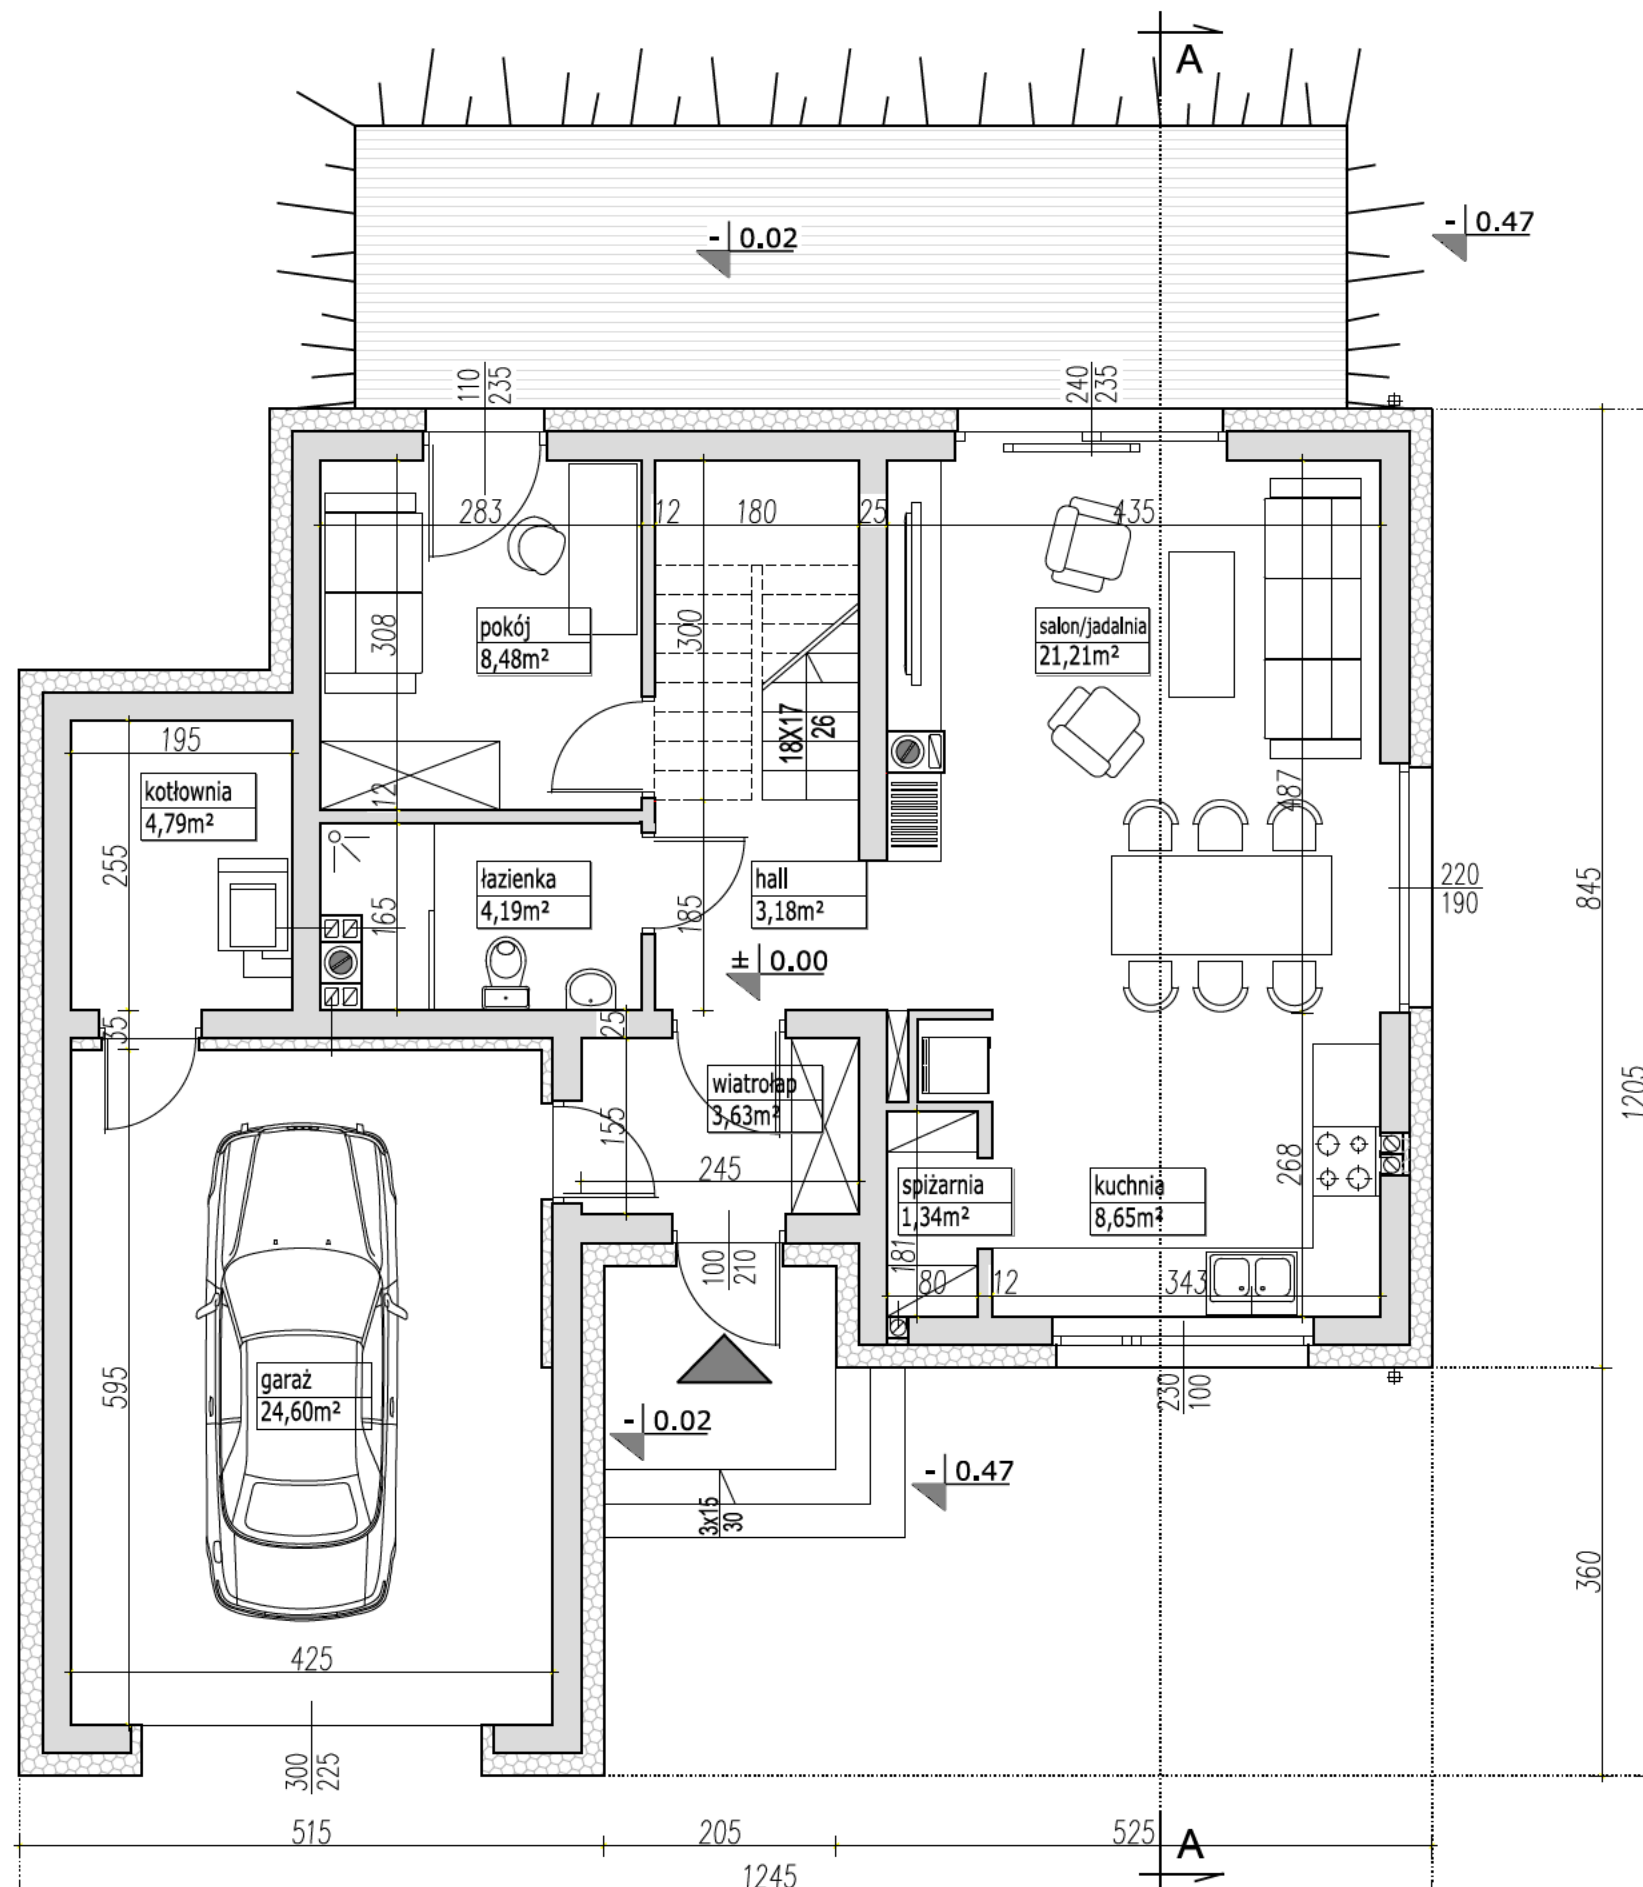 A
- 0.02
- 0.47
110
235
240
235
283
12
180
25
435
pokój
8,48m²
308
300
salon/jadalnia
21,21m²
18X17
26
195
kotłownia
4,79m²
12
487
255
łazienka
4,19m²
165
185
hall
3,18m²
220
190
845
± 0.00
35
25
wiatrołap
3,63m²
155
1205
245
spiżarnia
1,34m²
kuchnia
8,65m²
268
100
210
181
80
12
343
garaż
24,60m²
595
230
100
- 0.02
- 0.47
3x15
30
360
425
300
225
515
205
525
A
1245